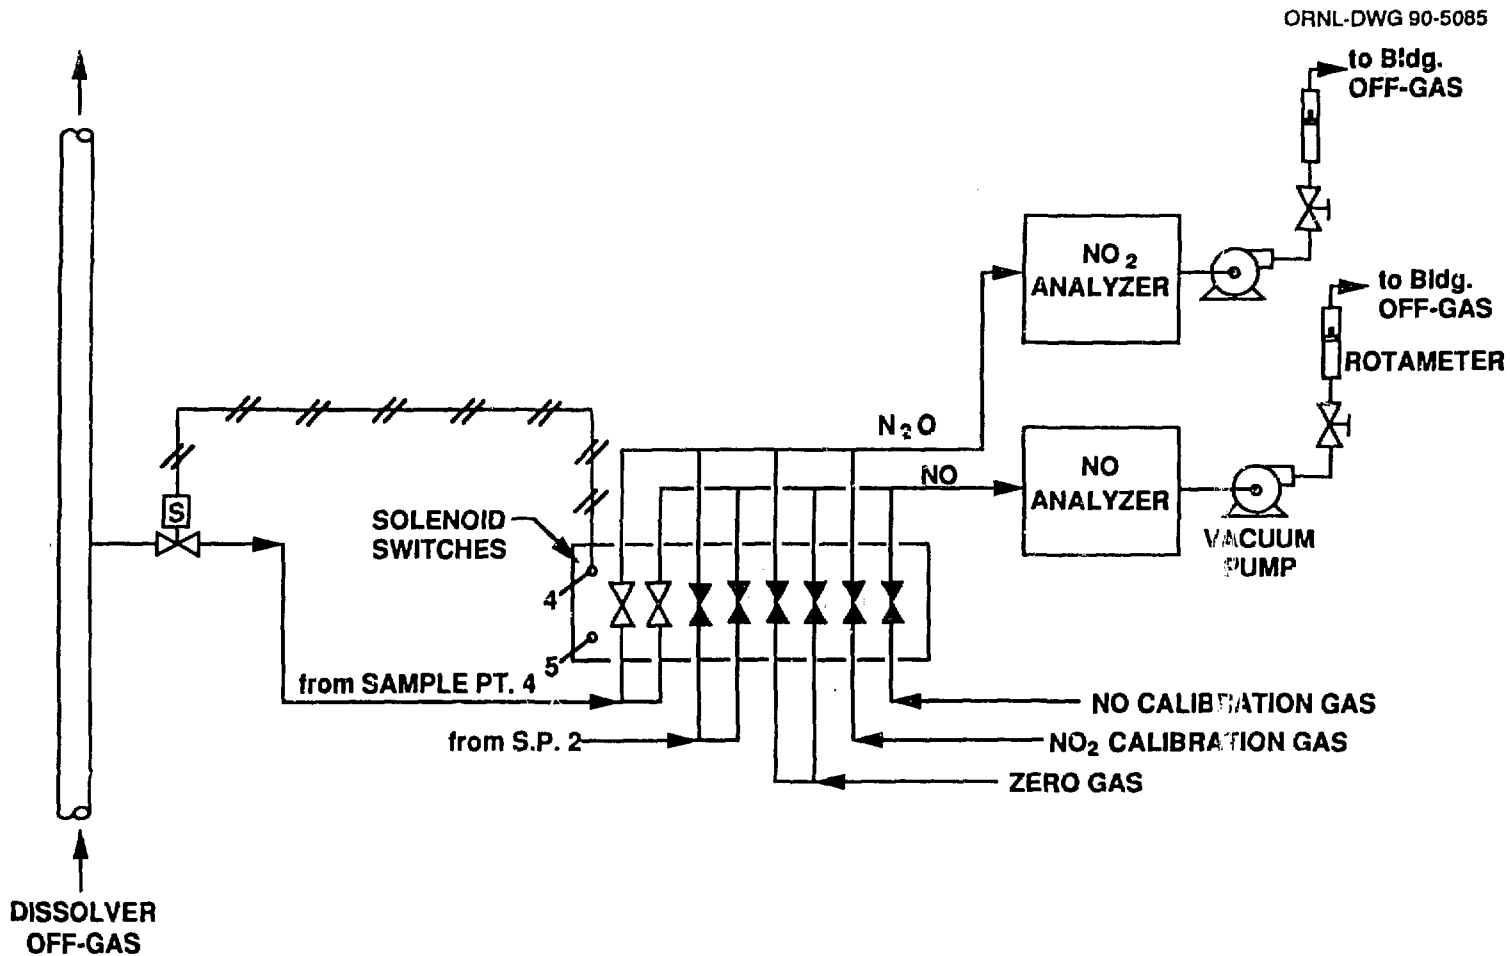 ORNL-DWG 90-5085
to Bldg.
OFF-GAS
NO2
ANALYZER
to Bldg.
OFF-GAS
ROTAMETER
N2O
NO
NO
ANALYZER
S
SOLENOID
SWITCHES
VACUUM
PUMP
4
5
from SAMPLE PT. 4
NO CALIBRATION GAS
from S.P. 2
NO2 CALIBRATION GAS
ZERO GAS
DISSOLVER
OFF-GAS